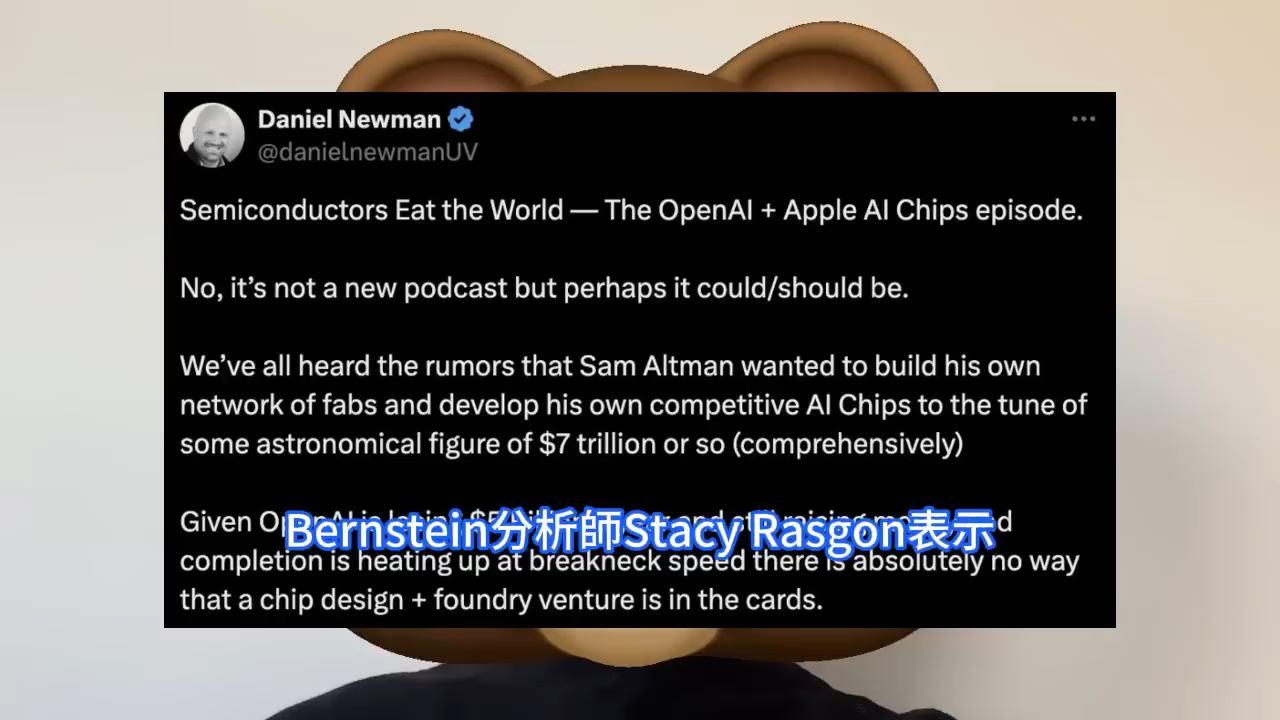 Daniel Newman
@danielnewmanUV
Semiconductors Eat the World — The OpenAI + Apple AI Chips episode.
No, it's not a new podcast but perhaps it could/should be.
We've all heard the rumors that Sam Altman wanted to build his own
network of fabs and develop his own competitive AI Chips to the tune of
some astronomical figure of $7 trillion or so (comprehensively)
Given
Bernstein分析師Stacy Rasgon表示
completion is heating up at breakneck speed there is absolutely no way
that a chip design + foundry venture is in the cards.